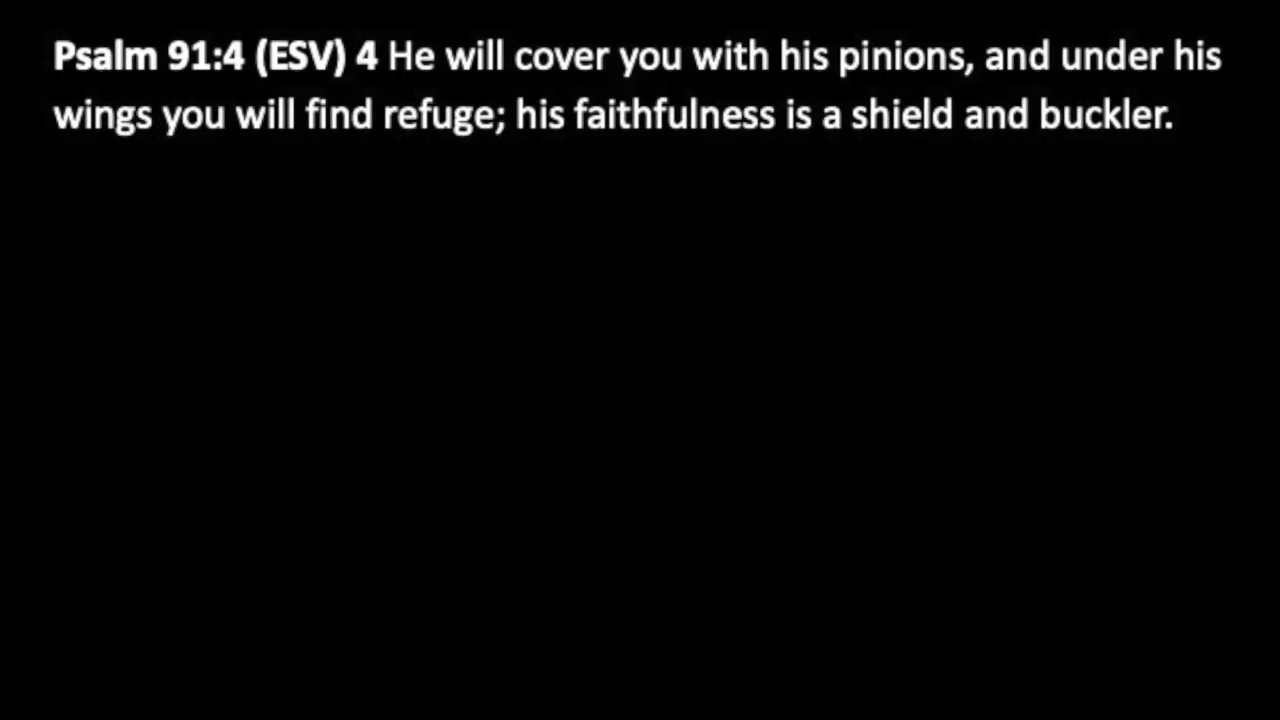 Psalm 91:4 (ESV) 4 He will cover you with his pinions, and under his
wings you will find refuge; his faithfulness is a shield and buckler.